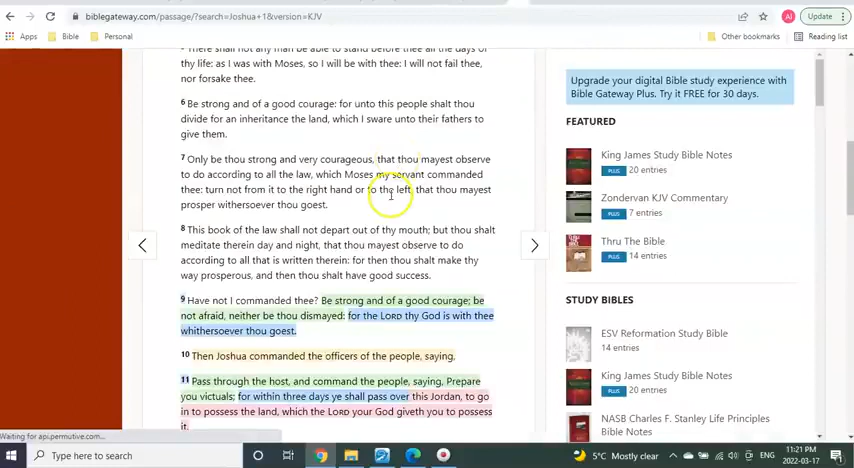 biblegateway.com/passage/?search=Joshua+1&version=KJV
AI
Update
Apps
Bible
Personal
Other bookmarks
Reading list
5 There shall not any man be able to stand before thee all the days of
thy life: as I was with Moses, so I will be with thee: I will not fail thee,
nor forsake thee.
6 Be strong and of a good courage: for unto this people shalt thou
divide for an inheritance the land, which I sware unto their fathers to
give them.
7 Only be thou strong and very courageous, that thou mayest observe
to do according to all the law, which Moses my servant commanded
thee: turn not from it to the right hand or to the left, that thou mayest
prosper withersoever thou goest.
8 This book of the law shall not depart out of thy mouth; but thou shalt
meditate therein day and night, that thou mayest observe to do
according to all that is written therein: for then thou shalt make thy
way prosperous, and then thou shalt have good success.
9 Have not I commanded thee? Be strong and of a good courage; be
not afraid, neither be thou dismayed: for the LORD thy God is with thee
whithersoever thou goest.
10 Then Joshua commanded the officers of the people, saying,
11 Pass through the host, and command the people, saying, Prepare
you victuals; for within three days ye shall pass over this Jordan, to go
in to possess the land, which the LORD your God giveth you to possess
it.
Upgrade your digital Bible study experience with
Bible Gateway Plus. Try it FREE for 30 days.
FEATURED
King James Study Bible Notes
PLUS 20 entries
Zondervan KJV Commentary
PLUS 7 entries
Thru The Bible
PLUS 14 entries
STUDY BIBLES
ESV Reformation Study Bible
14 entries
King James Study Bible Notes
PLUS 20 entries
NASB Charles F. Stanley Life Principles
Bible Notes
Waiting for api.permutive.com...
Type here to search
5°C Mostly clear
ENG
11:21 PM
2022-03-17